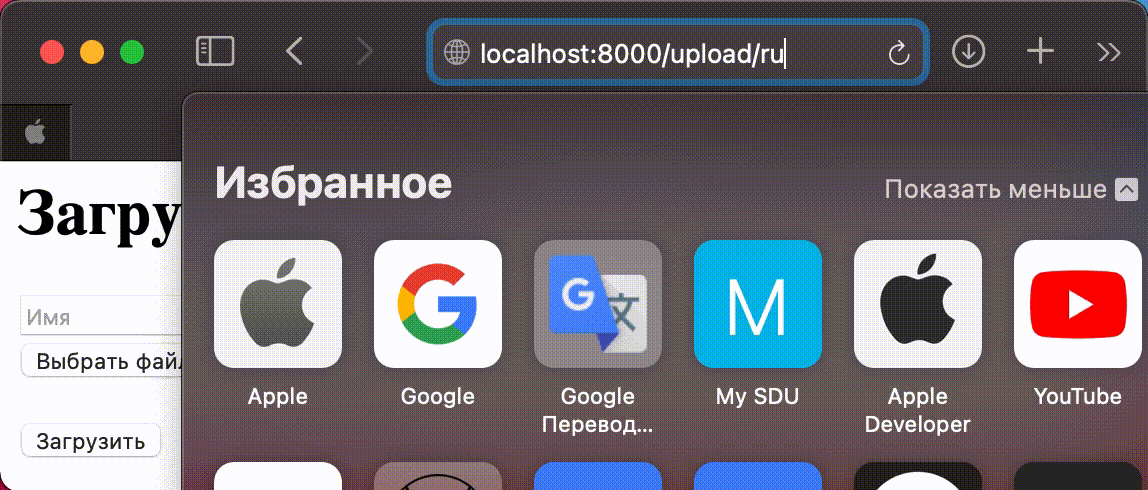 localhost:8000/upload/ru
Загру
Избранное
Показать меньше
Имя
Выбрать фай
Загрузить
G
G 文
M
Apple
Google
Google
Перевод...
My SDU
Apple
Developer
YouTube